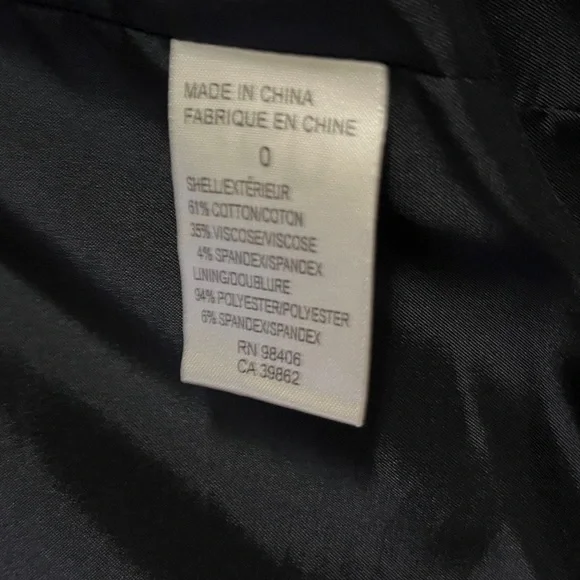 MADE IN CHINA
FABRIQUE EN CHINE
0
SHELL/EXTÉRIEUR
61% COTTON/COTON
35% VISCOSE/VISCOSE
4% SPANDEX/SPANDEX
LINING/DOUBLURE
94% POLYESTER/POLYESTER
6% SPANDEX/SPANDEX
RN 98406
CA 39862